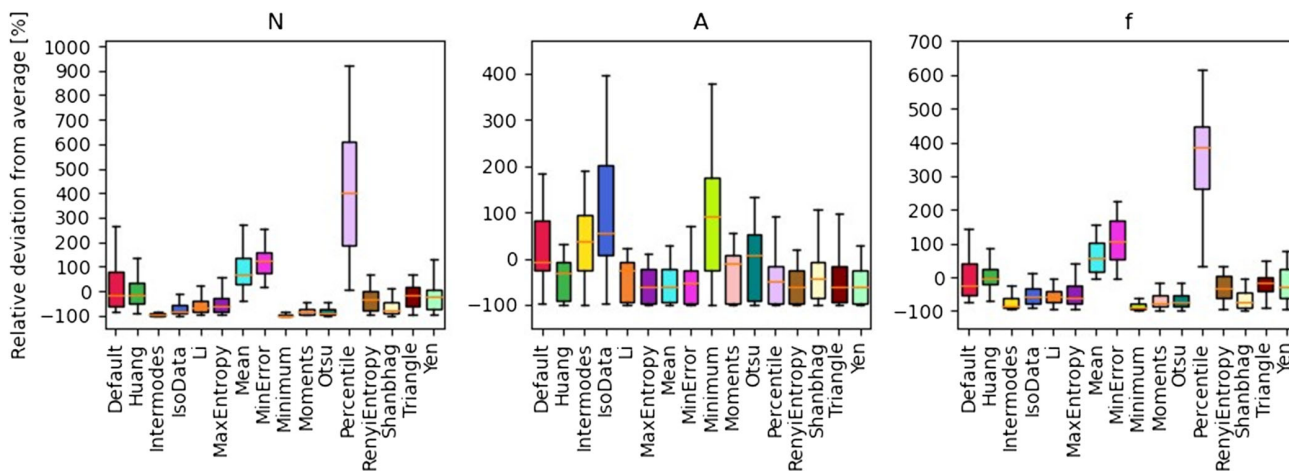 Relative deviation from average [%]
N
1000
900
800
700
600
500
400
300
200
100
0
−100
Default
Huang
Intermodes
IsoData
Li
MaxEntropy
Mean
MinError
Minimum
Moments
Otsu
Percentile
RenyiEntropy
Shanbhag
Triangle
Yen
A
400
300
200
100
0
−100
Default
Huang
Intermodes
IsoData
Li
MaxEntropy
Mean
MinError
Minimum
Moments
Otsu
Percentile
RenyiEntropy
Shanbhag
Triangle
Yen
f
700
600
500
400
300
200
100
0
−100
Default
Huang
Intermodes
IsoData
Li
MaxEntropy
Mean
MinError
Minimum
Moments
Otsu
Percentile
RenyiEntropy
Shanbhag
Triangle
Yen